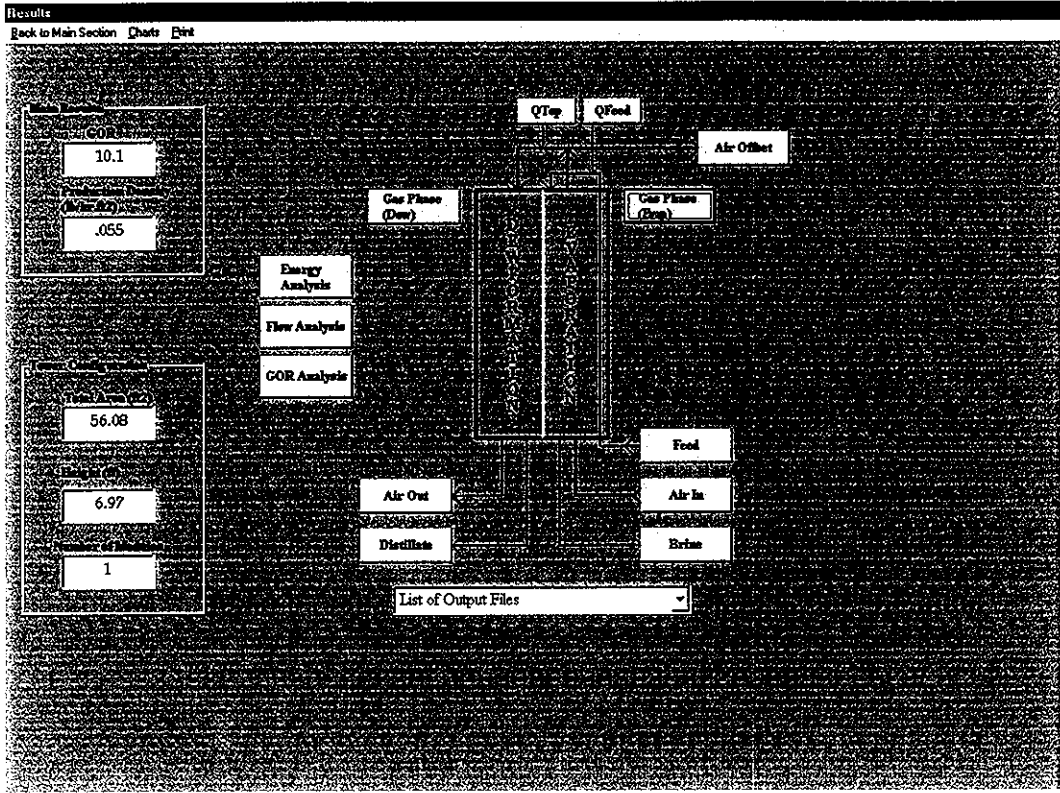 Results
Back to Main Section Charts Print
QTop QFeed
Air Offset
GOR
10.1
.055
Gas Phase
(Dew)
Gas Phase
(Evap)
Energy
Analysis
Flow Analysis
GOR Analysis
EVAPORATION
Total Area
56.08
6.97
1
Feed
Air Out
Air In
Distillate
Brine
List of Output Files